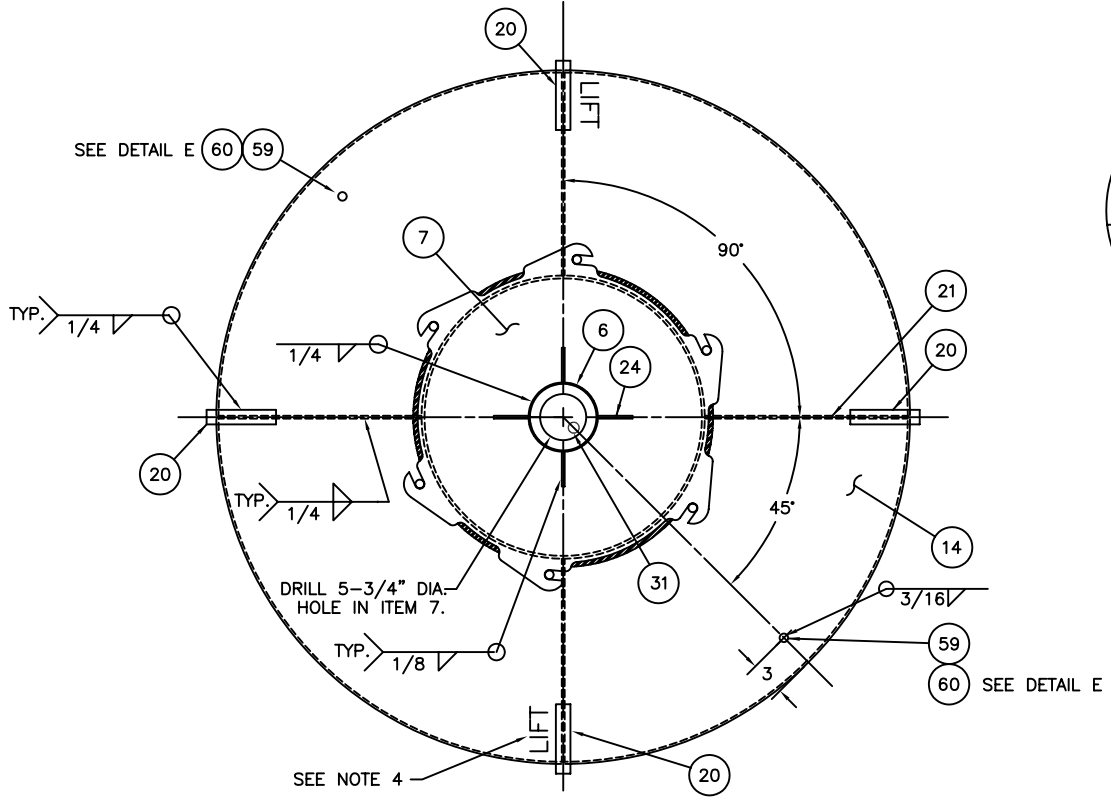 20
LIFT
SEE DETAIL E 60 59
7
90°
21
TYP. 1/4
6
20
1/4
24
20
TYP. 1/4
45°
14
DRILL 5-3/4" DIA.
HOLE IN ITEM 7.
31
3/16
TYP. 1/8
59
3
60 SEE DETAIL E
LIFT
SEE NOTE 4
20